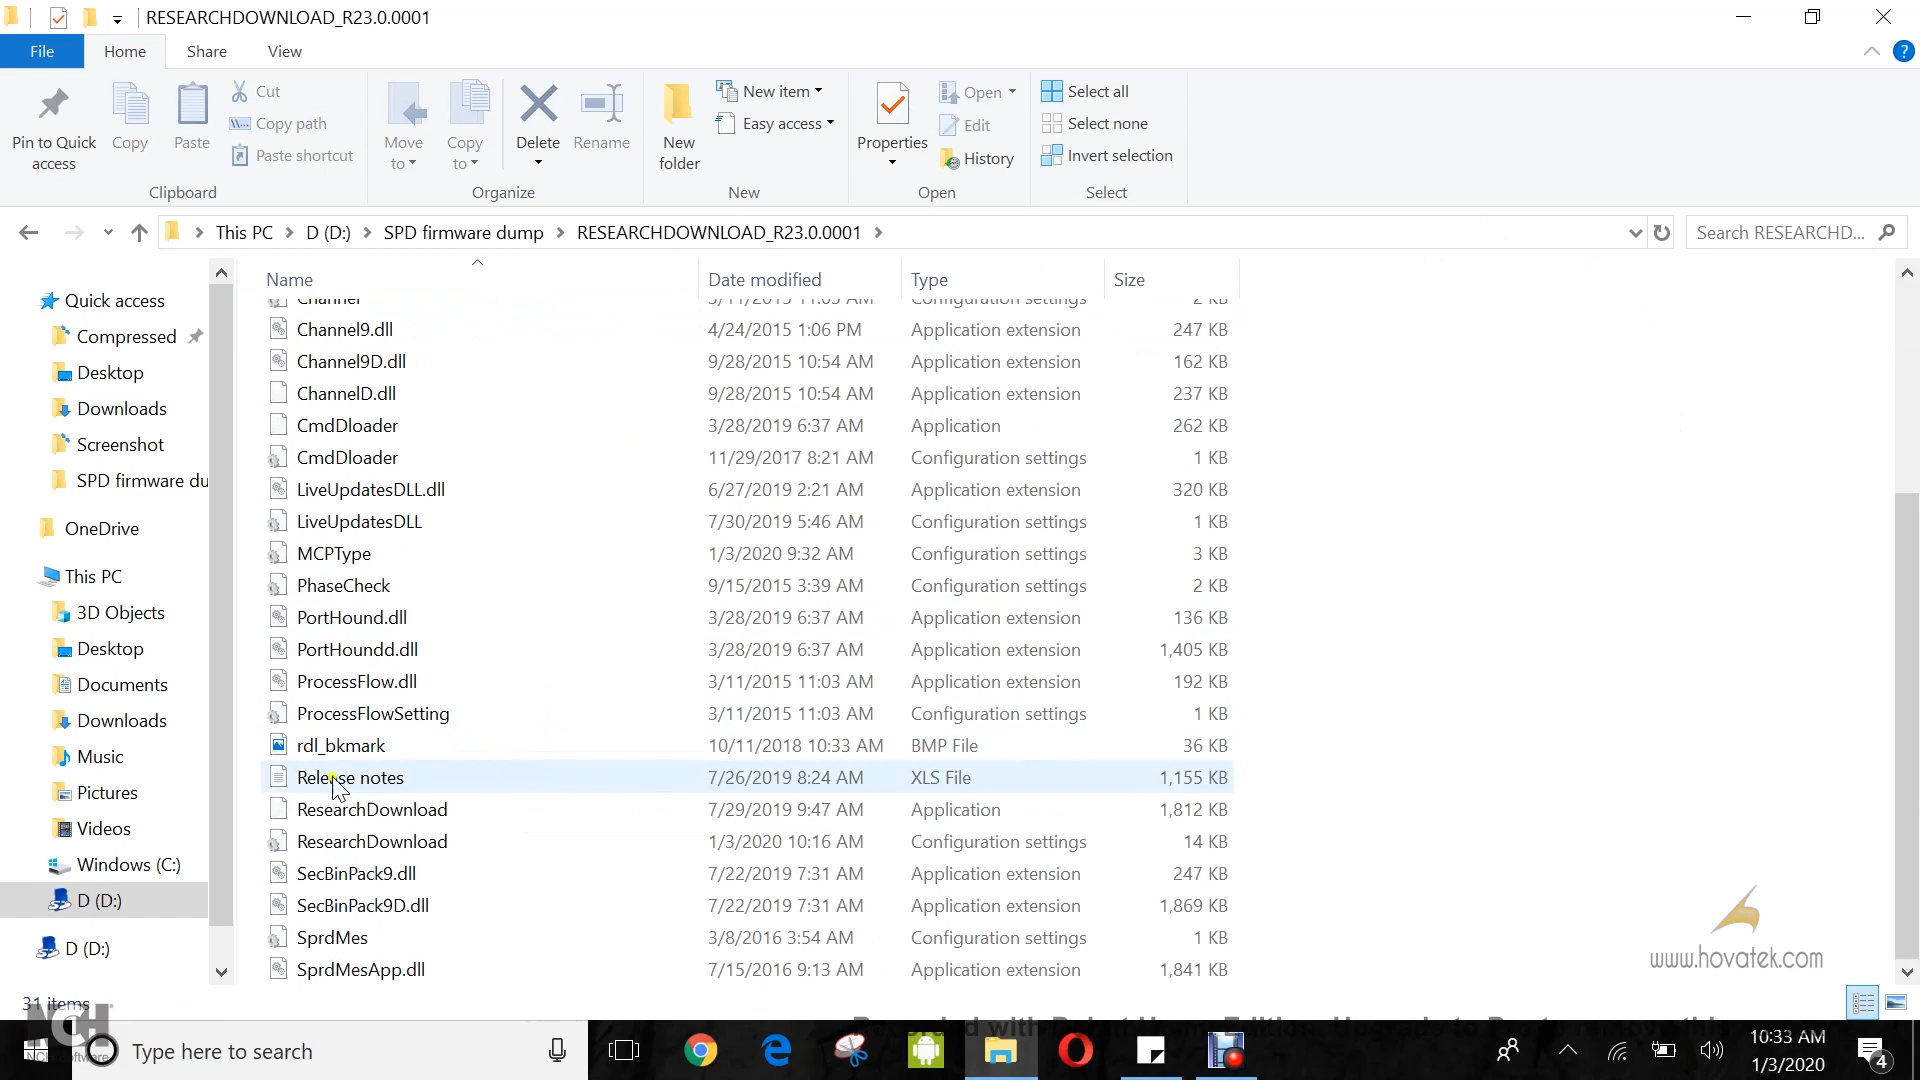 RESEARCHDOWNLOAD_R23.0.0001
File Home Share View
Pin to Quick access
Copy
Paste
Cut
Copy path
Paste shortcut
Clipboard
Move to
Copy to
Delete
Rename
Organize
New folder
New item
Easy access
New
Properties
Open
Edit
History
Open
Select all
Select none
Invert selection
Select
This PC > D (D:) > SPD firmware dump > RESEARCHDOWNLOAD_R23.0.0001 >
Search RESEARCHD...
Quick access
Compressed
Desktop
Downloads
Screenshot
SPD firmware du
OneDrive
This PC
3D Objects
Desktop
Documents
Downloads
Music
Pictures
Videos
Windows (C:)
D (D:)
D (D:)
Name Date modified Type Size
Channel 3/11/2015 11:03 AM Configuration settings 2 KB
Channel9.dll 4/24/2015 1:06 PM Application extension 247 KB
Channel9D.dll 9/28/2015 10:54 AM Application extension 162 KB
ChannelD.dll 9/28/2015 10:54 AM Application extension 237 KB
CmdDloader 3/28/2019 6:37 AM Application 262 KB
CmdDloader 11/29/2017 8:21 AM Configuration settings 1 KB
LiveUpdatesDLL.dll 6/27/2019 2:21 AM Application extension 320 KB
LiveUpdatesDLL 7/30/2019 5:46 AM Configuration settings 1 KB
MCPType 1/3/2020 9:32 AM Configuration settings 3 KB
PhaseCheck 9/15/2015 3:39 AM Configuration settings 2 KB
PortHound.dll 3/28/2019 6:37 AM Application extension 136 KB
PortHoundd.dll 3/28/2019 6:37 AM Application extension 1,405 KB
ProcessFlow.dll 3/11/2015 11:03 AM Application extension 192 KB
ProcessFlowSetting 3/11/2015 11:03 AM Configuration settings 1 KB
rdl_bkmark 10/11/2018 10:33 AM BMP File 36 KB
Release notes 7/26/2019 8:24 AM XLS File 1,155 KB
ResearchDownload 7/29/2019 9:47 AM Application 1,812 KB
ResearchDownload 1/3/2020 10:16 AM Configuration settings 14 KB
SecBinPack9.dll 7/22/2019 7:31 AM Application extension 247 KB
SecBinPack9D.dll 7/22/2019 7:31 AM Application extension 1,869 KB
SprdMes 3/8/2016 3:54 AM Configuration settings 1 KB
SprdMesApp.dll 7/15/2016 9:13 AM Application extension 1,841 KB
www.hovatek.com
31 items
NCH
Type here to search
10:33 AM
1/3/2020
4